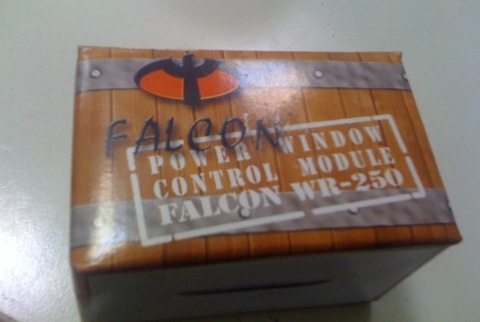 FALCON
POWER WINDOW
CONTROL MODULE
FALCON WR-250